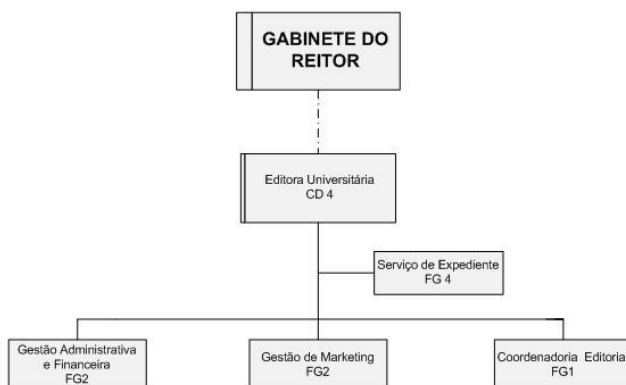 GABINETE DO
REITOR
Editora Universitária
CD 4
Serviço de Expediente
FG 4
Gestão Administrativa
e Financeira
FG2
Gestão de Marketing
FG2
Coordenadoria Editoria
FG1